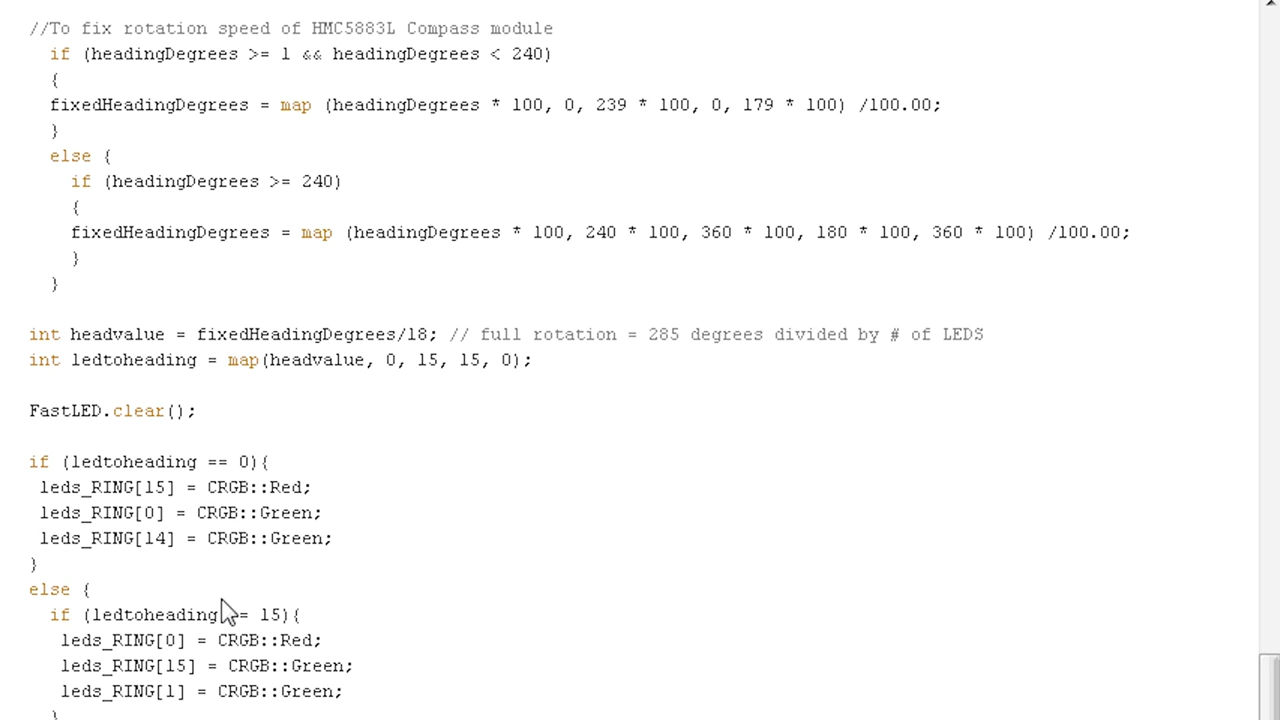 //To fix rotation speed of HMC5883L Compass module
if (headingDegrees >= 1 && headingDegrees < 240)
{
fixedHeadingDegrees = map (headingDegrees * 100, 0, 239 * 100, 0, 179 * 100) /100.00;
}
else {
if (headingDegrees >= 240)
{
fixedHeadingDegrees = map (headingDegrees * 100, 240 * 100, 360 * 100, 180 * 100, 360 * 100) /100.00;
}
}
int headvalue = fixedHeadingDegrees/18; // full rotation = 285 degrees divided by # of LEDS
int ledtoheading = map(headvalue, 0, 15, 15, 0);
FastLED.clear();
if (ledtoheading == 0){
leds_RING[15] = CRGB::Red;
leds_RING[0] = CRGB::Green;
leds_RING[14] = CRGB::Green;
}
else {
if (ledtoheading == 15){
leds_RING[0] = CRGB::Red;
leds_RING[15] = CRGB::Green;
leds_RING[1] = CRGB::Green;
}